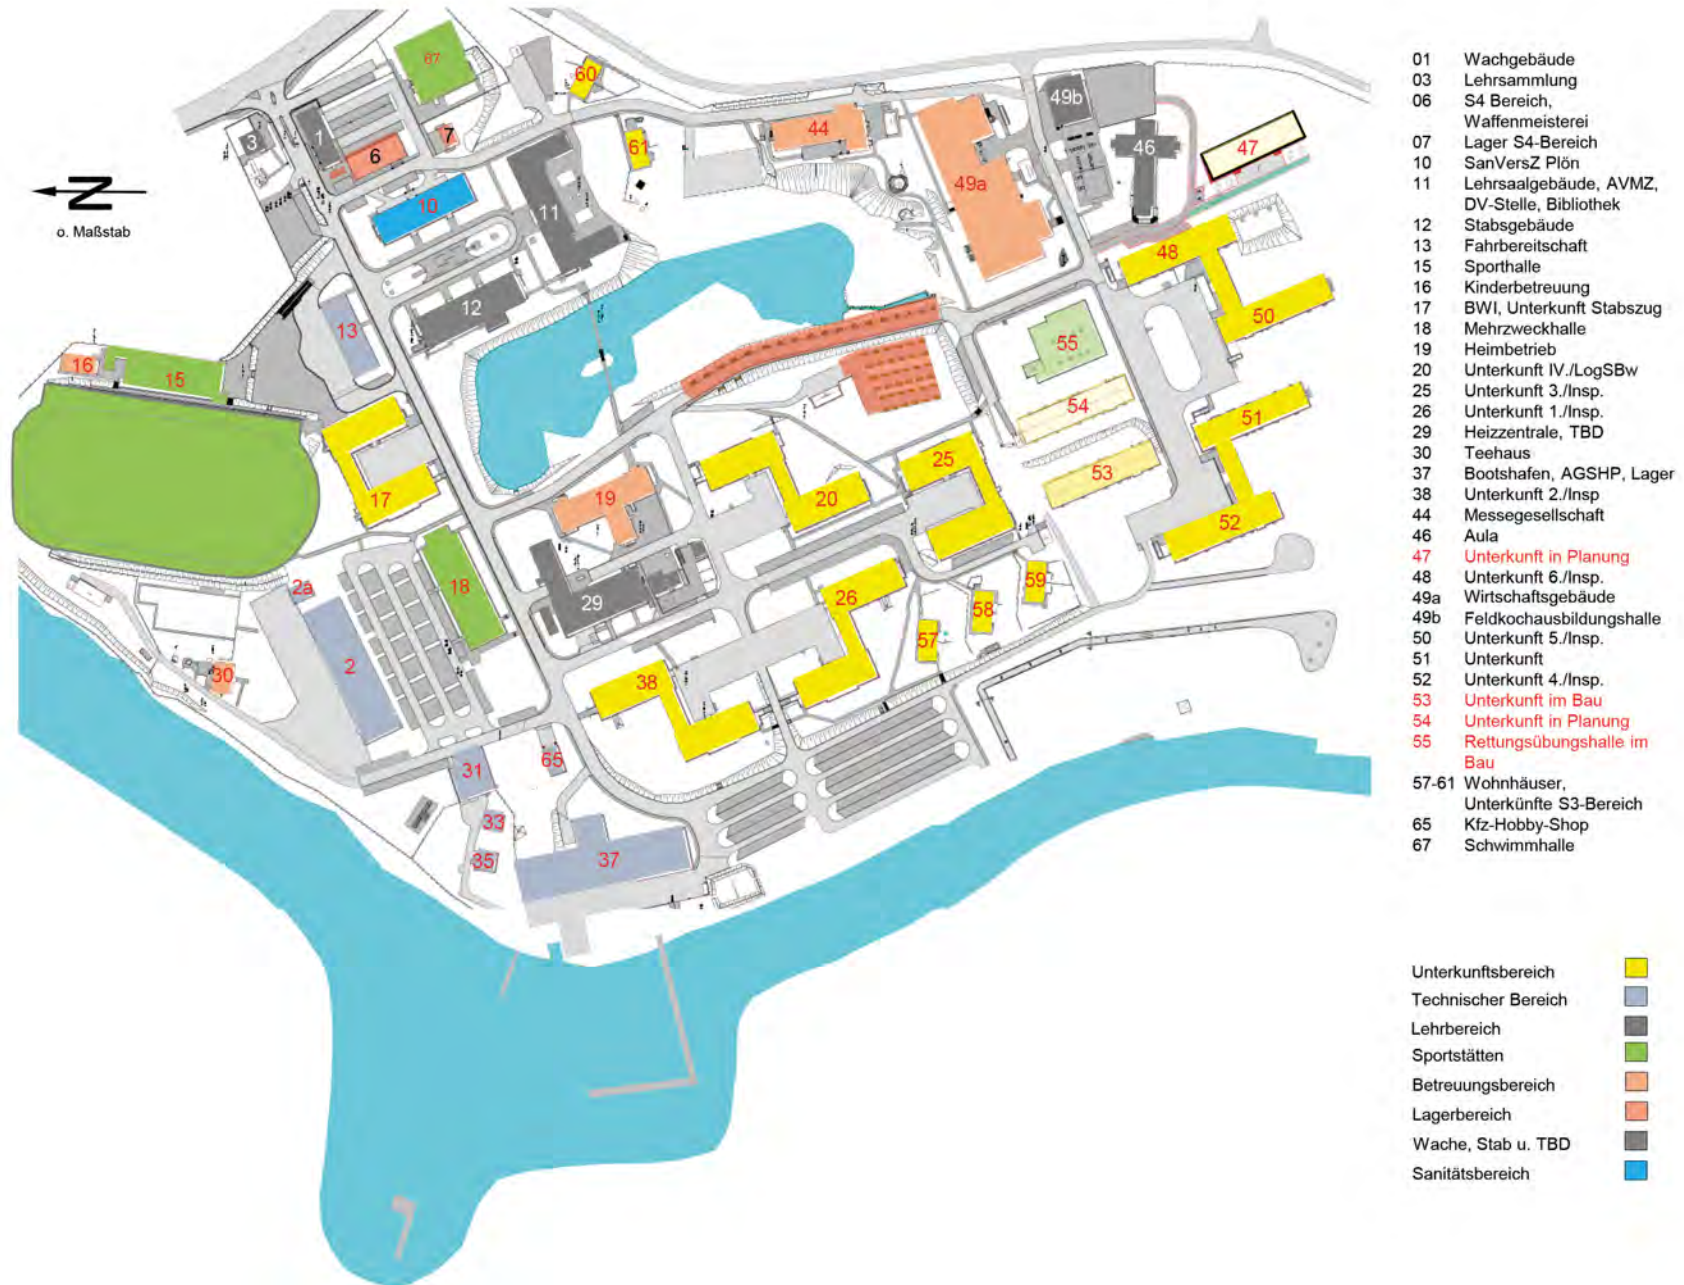 67
60
49b
1
7
3
6
61
44
46
47
49a
10
11
N
o. Maßstab
48
12
50
13
55
16
15
54
51
25
53
17
19
20
52
2a
18
29
26
59
58
57
2
30
38
31
65
33
35
37
01 Wachgebäude
03 Lehrsammlung
06 S4 Bereich,
Waffenmeisterei
07 Lager S4-Bereich
10 SanVersZ Plön
11 Lehrsaalgebäude, AVMZ,
DV-Stelle, Bibliothek
12 Stabsgebäude
13 Fahrbereitschaft
15 Sporthalle
16 Kinderbetreuung
17 BWI, Unterkunft Stabszug
18 Mehrzweckhalle
19 Heimbetrieb
20 Unterkunft IV./LogSBw
25 Unterkunft 3./Insp.
26 Unterkunft 1./Insp.
29 Heizzentrale, TBD
30 Teehaus
37 Bootshafen, AGSHP, Lager
38 Unterkunft 2./Insp
44 Messegesellschaft
46 Aula
47 Unterkunft in Planung
48 Unterkunft 6./Insp.
49a Wirtschaftsgebäude
49b Feldkochausbildungshalle
50 Unterkunft 5./Insp.
51 Unterkunft
52 Unterkunft 4./Insp.
53 Unterkunft im Bau
54 Unterkunft in Planung
55 Rettungsübungshalle im
Bau
57-61 Wohnhäuser,
Unterkünfte S3-Bereich
65 Kfz-Hobby-Shop
67 Schwimmhalle
Unterkunftsbereich
Technischer Bereich
Lehrbereich
Sportstätten
Betreuungsbereich
Lagerbereich
Wache, Stab u. TBD
Sanitätsbereich